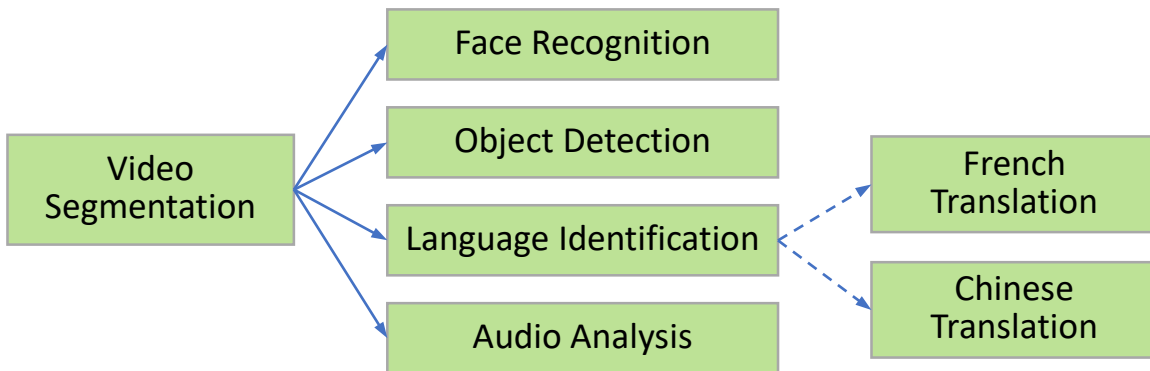 Video
Segmentation
Face Recognition
Object Detection
Language Identification
Audio Analysis
French
Translation
Chinese
Translation